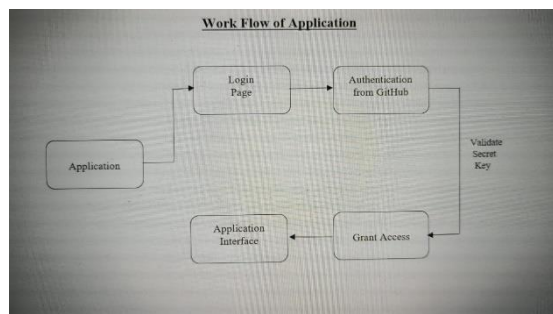 Work Flow of Application
Login
Page
Authentication
from GitHub
Validate
Secret
Key
Application
Application
Interface
Grant Access